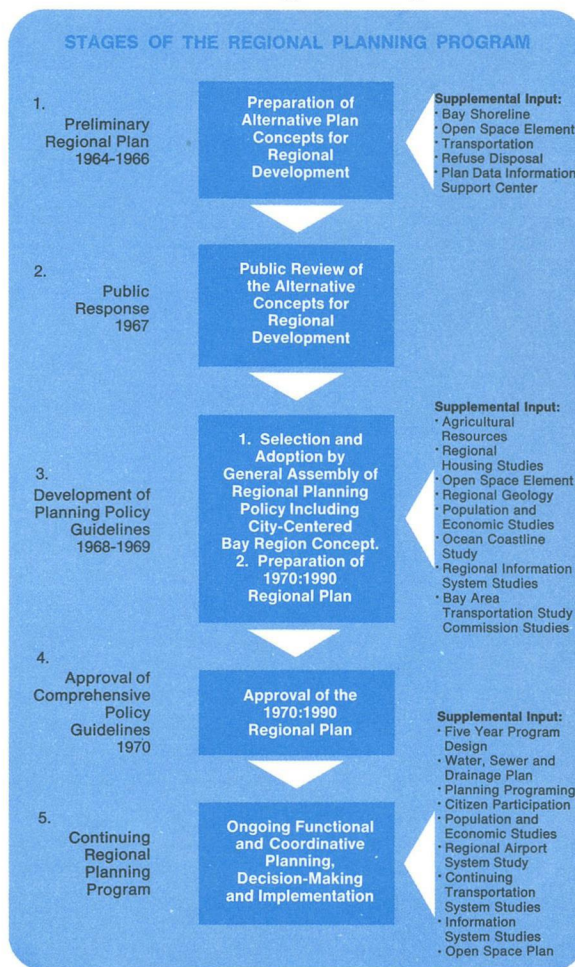 STAGES OF THE REGIONAL PLANNING PROGRAM
1.
Preliminary
Regional Plan
1964-1966
Preparation of
Alternative Plan
Concepts for
Regional
Development
Supplemental Input:
· Bay Shoreline
· Open Space Element
· Transportation
· Refuse Disposal
· Plan Data Information
Support Center
2.
Public
Response
1967
Public Review of
the Alternative
Concepts for
Regional
Development
3.
Development of
Planning Policy
Guidelines
1968-1969
1. Selection and
Adoption by
General Assembly of
Regional Planning
Policy Including
City-Centered
Bay Region Concept.
2. Preparation of
1970:1990
Regional Plan
Supplemental Input:
· Agricultural
Resources
· Regional
Housing Studies
· Open Space Element
· Regional Geology
· Population and
Economic Studies
· Ocean Coastline
Study
· Regional Information
System Studies
· Bay Area
Transportation Study
Commission Studies
4.
Approval of
Comprehensive
Policy
Guidelines
1970
Approval of the
1970:1990
Regional Plan
5.
Continuing
Regional
Planning
Program
Ongoing Functional
and Coordinative
Planning,
Decision-Making
and Implementation
Supplemental Input:
· Five Year Program
Design
· Water, Sewer and
Drainage Plan
· Planning Programing
· Citizen Participation
· Population and
Economic Studies
· Regional Airport
System Study
· Continuing
Transportation
System Studies
· Information
System Studies
· Open Space Plan